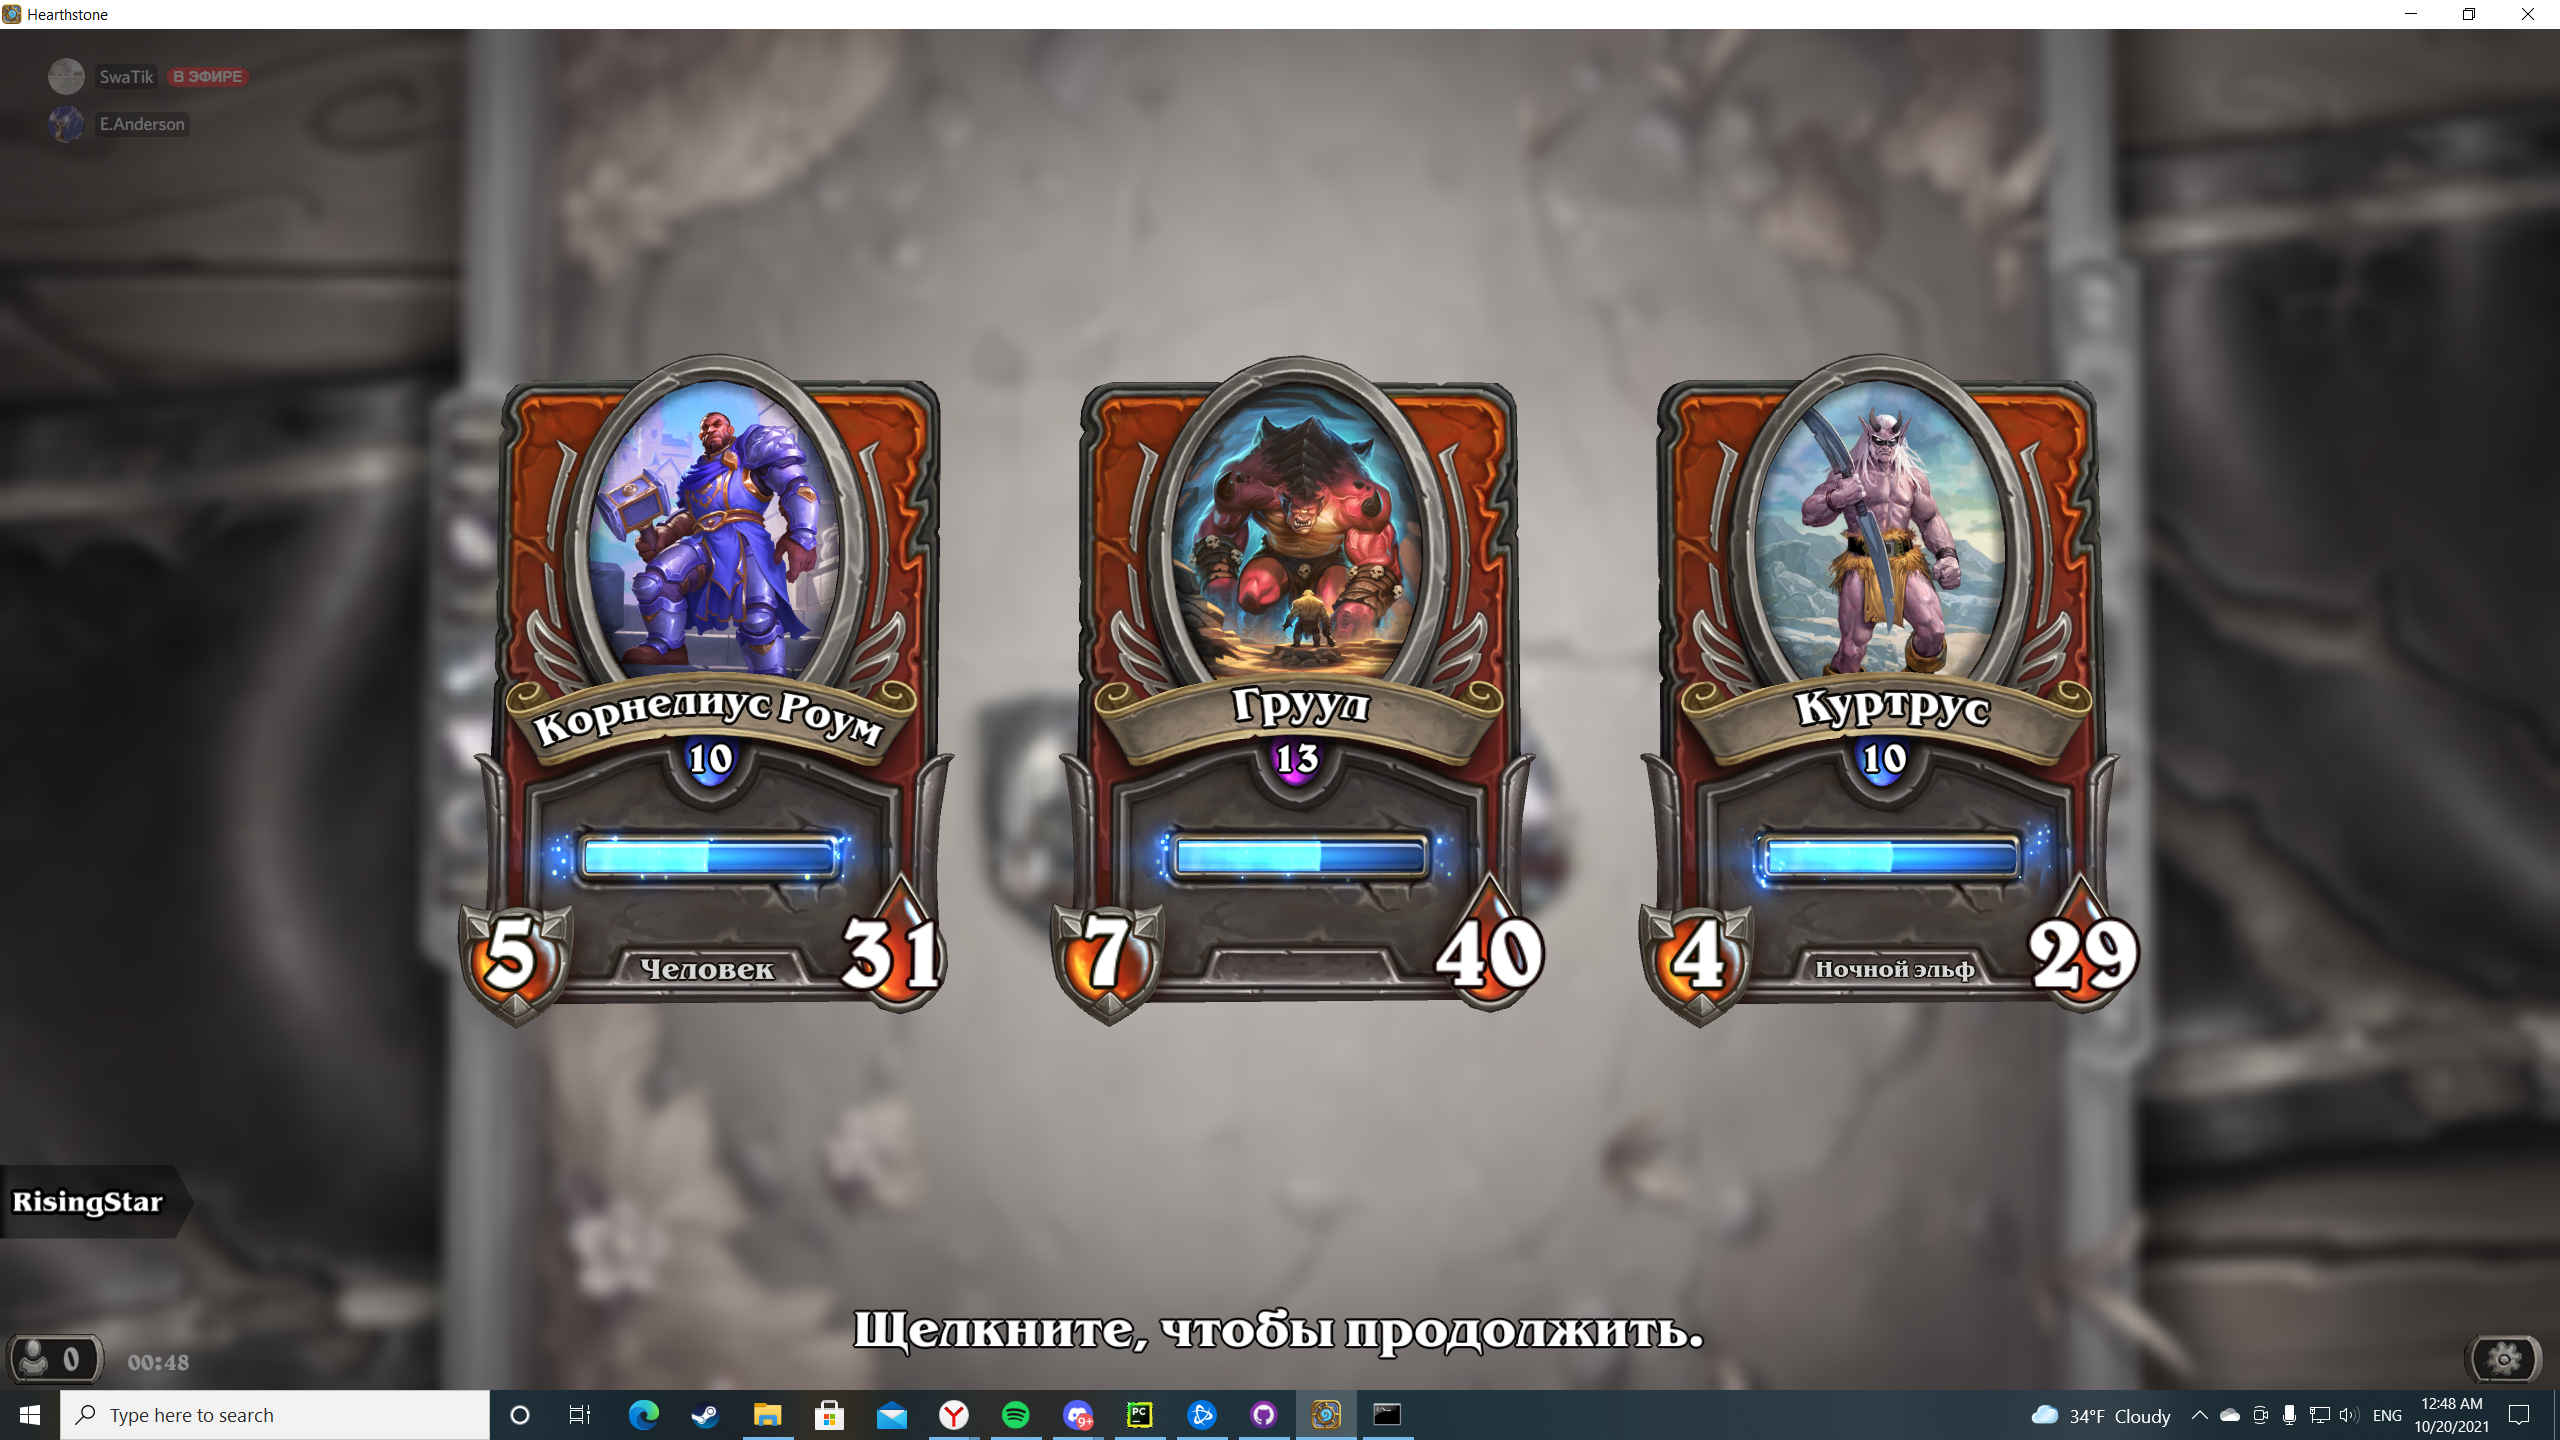 Hearthstone
SwaTik В ЭФИРЕ
E.Anderson
Корнелиус Роум
10
5
Человек
31
Груул
13
7
40
Куртрус
10
4
Ночной эльф
29
RisingStar
Щелкните, чтобы продолжить.
0 00:48
Type here to search
9+
PC
34°F Cloudy
ENG
12:48 AM
10/20/2021